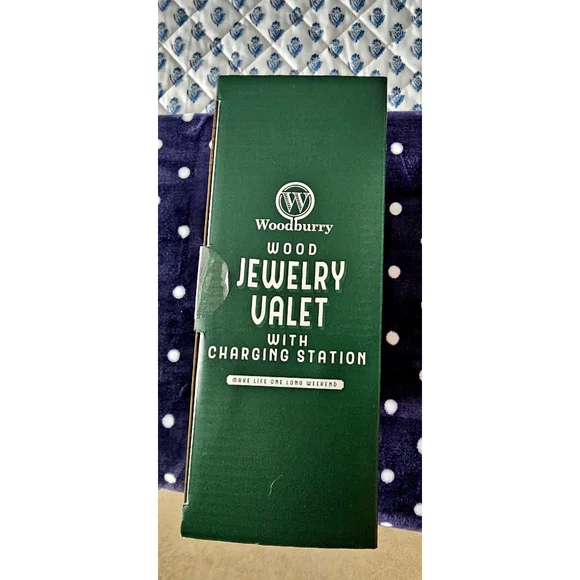 W
Woodburry
WOOD
JEWELRY
VALET
WITH
CHARGING STATION
MAKE LIFE ONE LONG WEEKEND